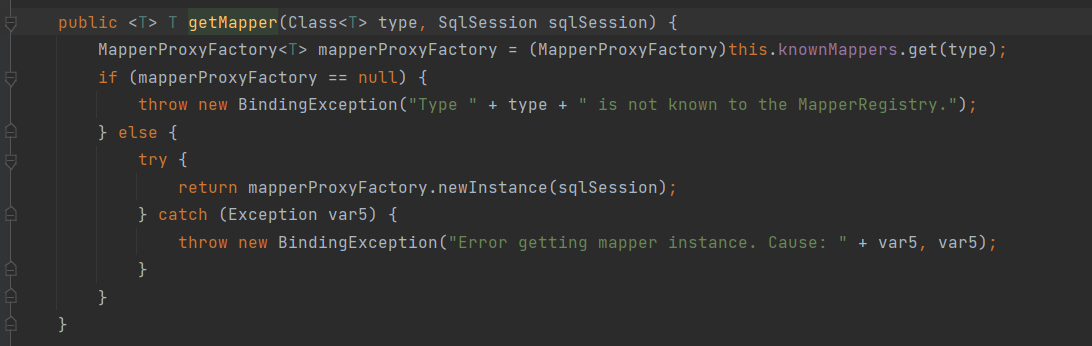 public <T> T getMapper(Class<T> type, SqlSession sqlSession) {
    MapperProxyFactory<T> mapperProxyFactory = (MapperProxyFactory)this.knownMappers.get(type);
    if (mapperProxyFactory == null) {
        throw new BindingException("Type " + type + " is not known to the MapperRegistry.");
    } else {
        try {
            return mapperProxyFactory.newInstance(sqlSession);
        } catch (Exception var5) {
            throw new BindingException("Error getting mapper instance. Cause: " + var5, var5);
        }
    }
}